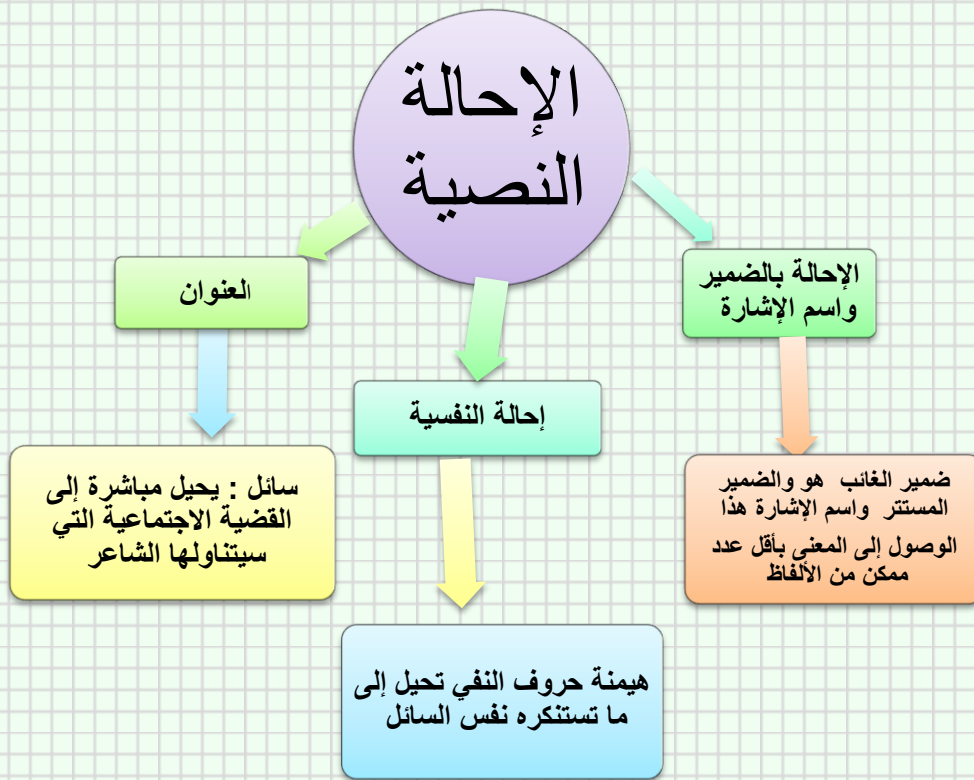 الإحالة
النصية
الإحالة بالضمير
واسم الإشارة
ضمير الغائب هو والضمير
المستتر واسم الإشارة هذا
الوصول إلى المعنى بأقل عدد
ممكن من الألفاظ
إحالة النفسية
هيمنة حروف النفي تحيل إلى
ما تستنكره نفس السائل
العنوان
سائل : يحيل مباشرة إلى
القضية الاجتماعية التي
سيتناولها الشاعر